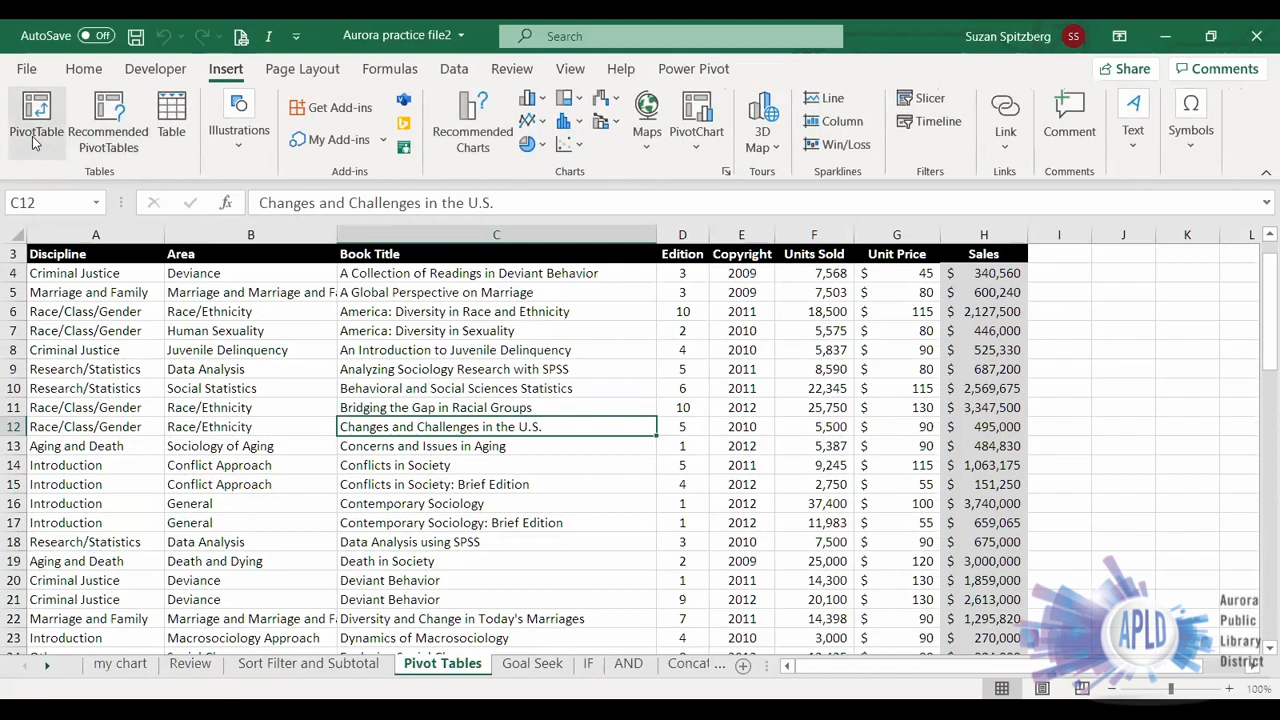 AutoSave Off Aurora practice file2 Search Suzan Spitzberg SS
File Home Developer Insert Page Layout Formulas Data Review View Help Power Pivot Share Comments
PivotTable Recommended PivotTables Table Illustrations Get Add-ins My Add-ins Recommended Charts Maps PivotChart 3D Map Line Column Win/Loss Slicer Timeline Link Comment Text Symbols
Tables Add-ins Charts Tours Sparklines Filters Links Comments
C12 fx Changes and Challenges in the U.S.
A B C D E F G H I J K L
3 Discipline Area Book Title Edition Copyright Units Sold Unit Price Sales
4 Criminal Justice Deviance A Collection of Readings in Deviant Behavior 3 2009 7,568 $ 45 $ 340,560
5 Marriage and Family Marriage and Marriage and Fa A Global Perspective on Marriage 3 2009 7,503 $ 80 $ 600,240
6 Race/Class/Gender Race/Ethnicity America: Diversity in Race and Ethnicity 10 2011 18,500 $ 115 $ 2,127,500
7 Race/Class/Gender Human Sexuality America: Diversity in Sexuality 2 2010 5,575 $ 80 $ 446,000
8 Criminal Justice Juvenile Delinquency An Introduction to Juvenile Delinquency 4 2010 5,837 $ 90 $ 525,330
9 Research/Statistics Data Analysis Analyzing Sociology Research with SPSS 5 2011 8,590 $ 80 $ 687,200
10 Research/Statistics Social Statistics Behavioral and Social Sciences Statistics 6 2011 22,345 $ 115 $ 2,569,675
11 Race/Class/Gender Race/Ethnicity Bridging the Gap in Racial Groups 10 2012 25,750 $ 130 $ 3,347,500
12 Race/Class/Gender Race/Ethnicity Changes and Challenges in the U.S. 5 2010 5,500 $ 90 $ 495,000
13 Aging and Death Sociology of Aging Concerns and Issues in Aging 1 2012 5,387 $ 90 $ 484,830
14 Introduction Conflict Approach Conflicts in Society 5 2011 9,245 $ 115 $ 1,063,175
15 Introduction Conflict Approach Conflicts in Society: Brief Edition 4 2012 2,750 $ 55 $ 151,250
16 Introduction General Contemporary Sociology 1 2012 37,400 $ 100 $ 3,740,000
17 Introduction General Contemporary Sociology: Brief Edition 1 2012 11,983 $ 55 $ 659,065
18 Research/Statistics Data Analysis Data Analysis using SPSS 3 2010 7,500 $ 90 $ 675,000
19 Aging and Death Death and Dying Death in Society 2 2009 25,000 $ 120 $ 3,000,000
20 Criminal Justice Deviance Deviant Behavior 1 2011 14,300 $ 130 $ 1,859,000
21 Criminal Justice Deviance Deviant Behavior 9 2012 20,100 $ 130 $ 2,613,000
22 Marriage and Family Marriage and Marriage and Fa Diversity and Change in Today's Marriages 7 2011 14,398 $ 90 $ 1,295,820
23 Introduction Macrosociology Approach Dynamics of Macrosociology 4 2010 3,000 $ 90 $ 270,000
my chart Review Sort Filter and Subtotal Pivot Tables Goal Seek IF AND Concat ...
100%
APLD
Aurora
Public
Library
District